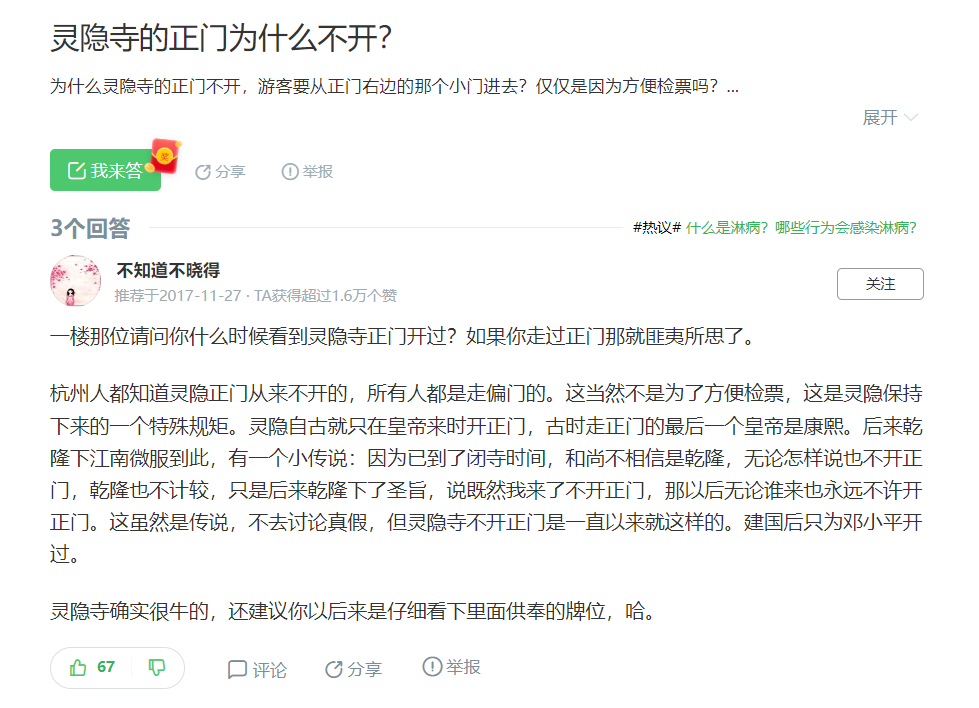 灵隐寺的正门为什么不开?
为什么灵隐寺的正门不开，游客要从正门右边的那个小门进去？仅仅是因为方便检票吗？...
展开
我来答
奖
分享
举报
3个回答
#热议# 什么是淋病？哪些行为会感染淋病？
不知道不晓得
推荐于2017-11-27 · TA获得超过1.6万个赞
关注
一楼那位请问你什么时候看到灵隐寺正门开过？如果你走过正门那就匪夷所思了。
杭州人都知道灵隐正门从来不开的，所有人都是走偏门的。这当然不是为了方便检票，这是灵隐保持
下来的一个特殊规矩。灵隐自古就只在皇帝来时开正门，古时走正门的最后一个皇帝是康熙。后来乾
隆下江南微服到此，有一个小传说：因为已到了闭寺时间，和尚不相信是乾隆，无论怎样说也不开正
门，乾隆也不计较，只是后来乾隆下了圣旨，说既然我来了不开正门，那以后无论谁来也永远不许开
正门。这虽然是传说，不去讨论真假，但灵隐寺不开正门是一直以来就这样的。建国后只为邓小平开
过。
灵隐寺确实很牛的，还建议你以后来是仔细看下里面供奉的牌位，哈。
67
评论
分享
举报